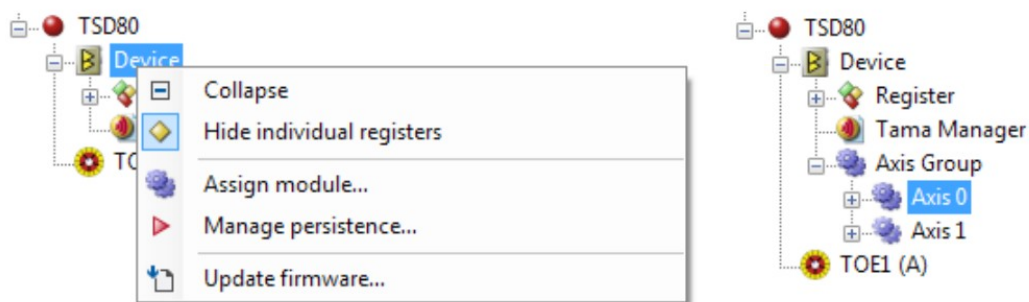 TSD80
Device
Collapse
Hide individual registers
Assign module...
Manage persistence...
Update firmware...
TSD80
Device
Register
Tama Manager
Axis Group
Axis 0
Axis 1
TOE1 (A)